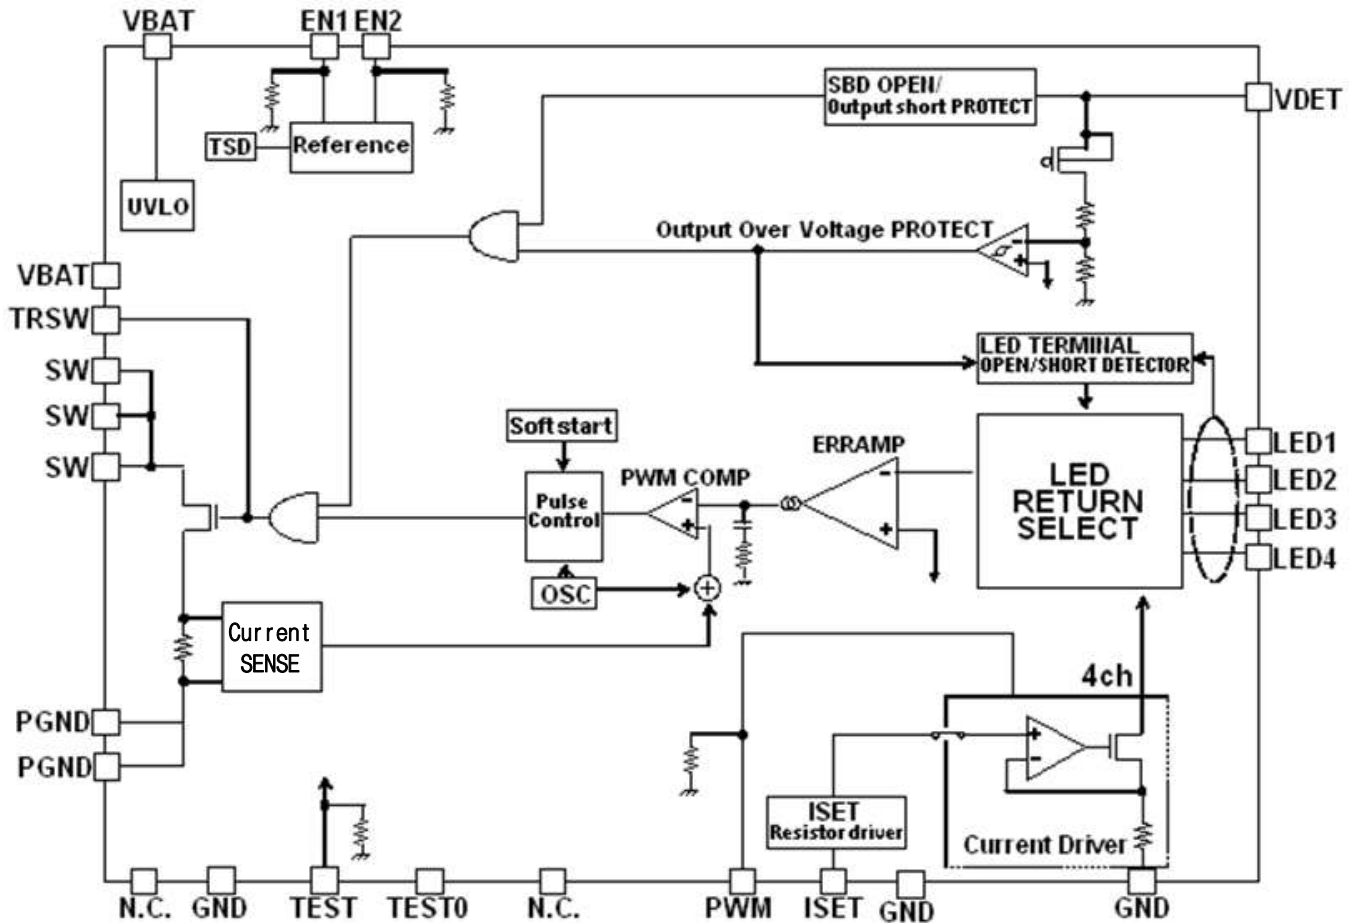 VBAT
EN1
EN2
SBD OPEN/
Output short PROTECT
VDET
TSD
Reference
UVLO
Output Over Voltage PROTECT
-
+
VBAT
TRSW
LED TERMINAL
OPEN/SHORT DETECTOR
SW
SW
SW
Softstart
ERRAMP
PWM COMP
Pulse
Control
-
+
-
+
LED
RETURN
SELECT
LED1
LED2
LED3
LED4
OSC
+
Current
SENSE
4ch
PGND
PGND
+
-
ISET
Resistor driver
Current Driver
N.C.
GND
TEST
TEST0
N.C.
PWM
ISET
GND
GND